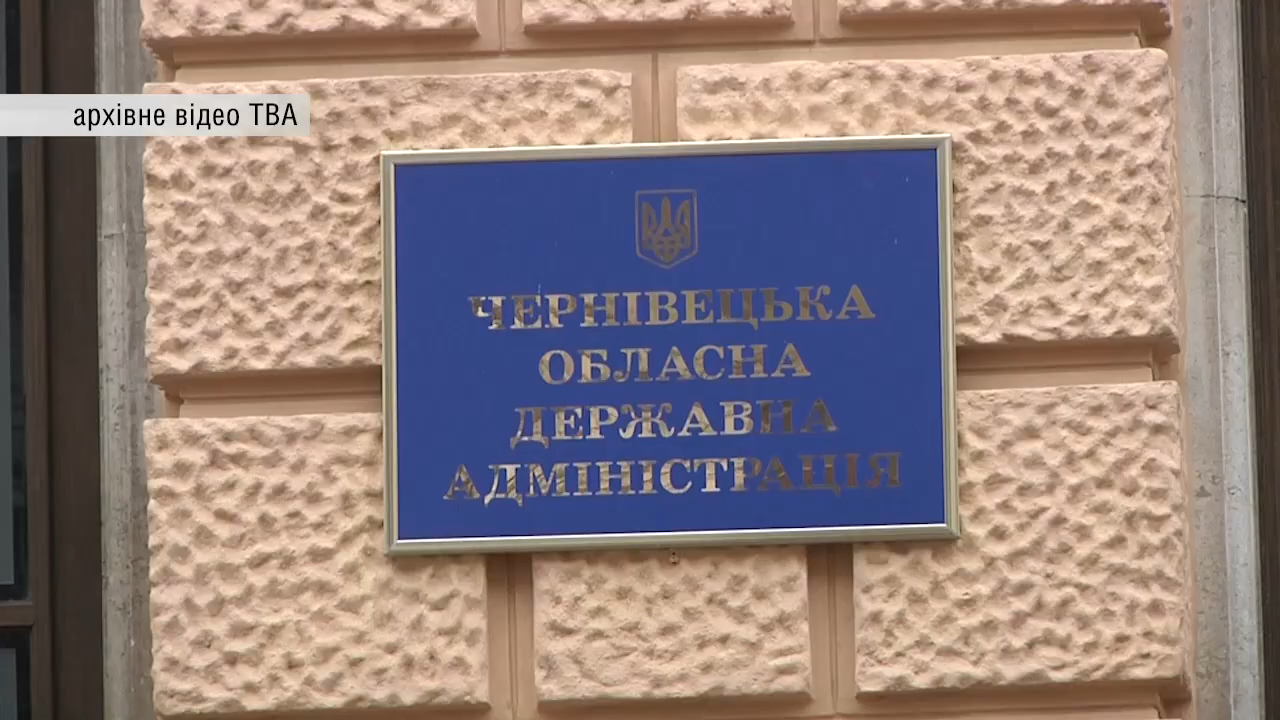 архівне відео ТВА
ЧЕРНІВЕЦЬКА
ОБЛАСНА
ДЕРЖАВНА
АДМІНІСТРАЦІЯ